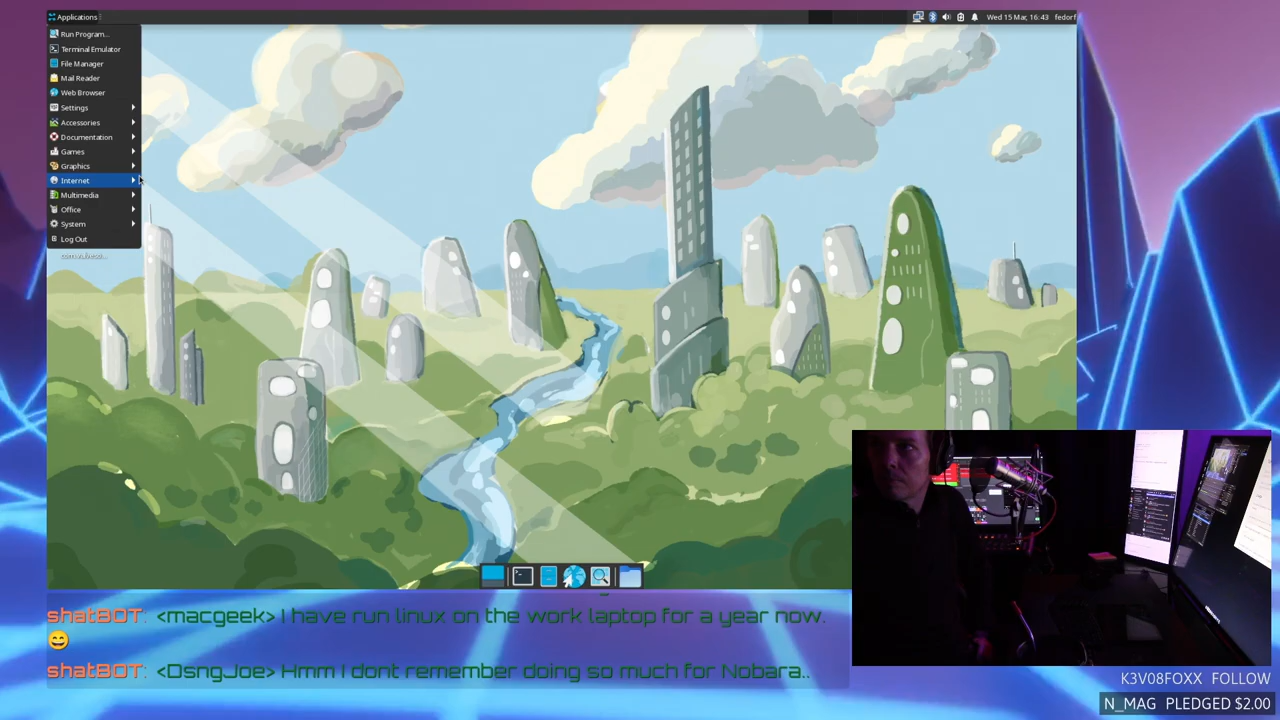 Applications
Wed 15 Mar, 16:43 fedorf
Run Program...
Terminal Emulator
File Manager
Mail Reader
Web Browser
Settings
Accessories
Documentation
Games
Graphics
Internet
Multimedia
Office
System
Log Out
shatBOT: <macgeek> I have run linux on the work laptop for a year now.
😄
shatBOT: <DsngJoe> Hmm I dont remember doing so much for Nobara..
K3V08FOXX FOLLOW
N_MAG PLEDGED $2.00